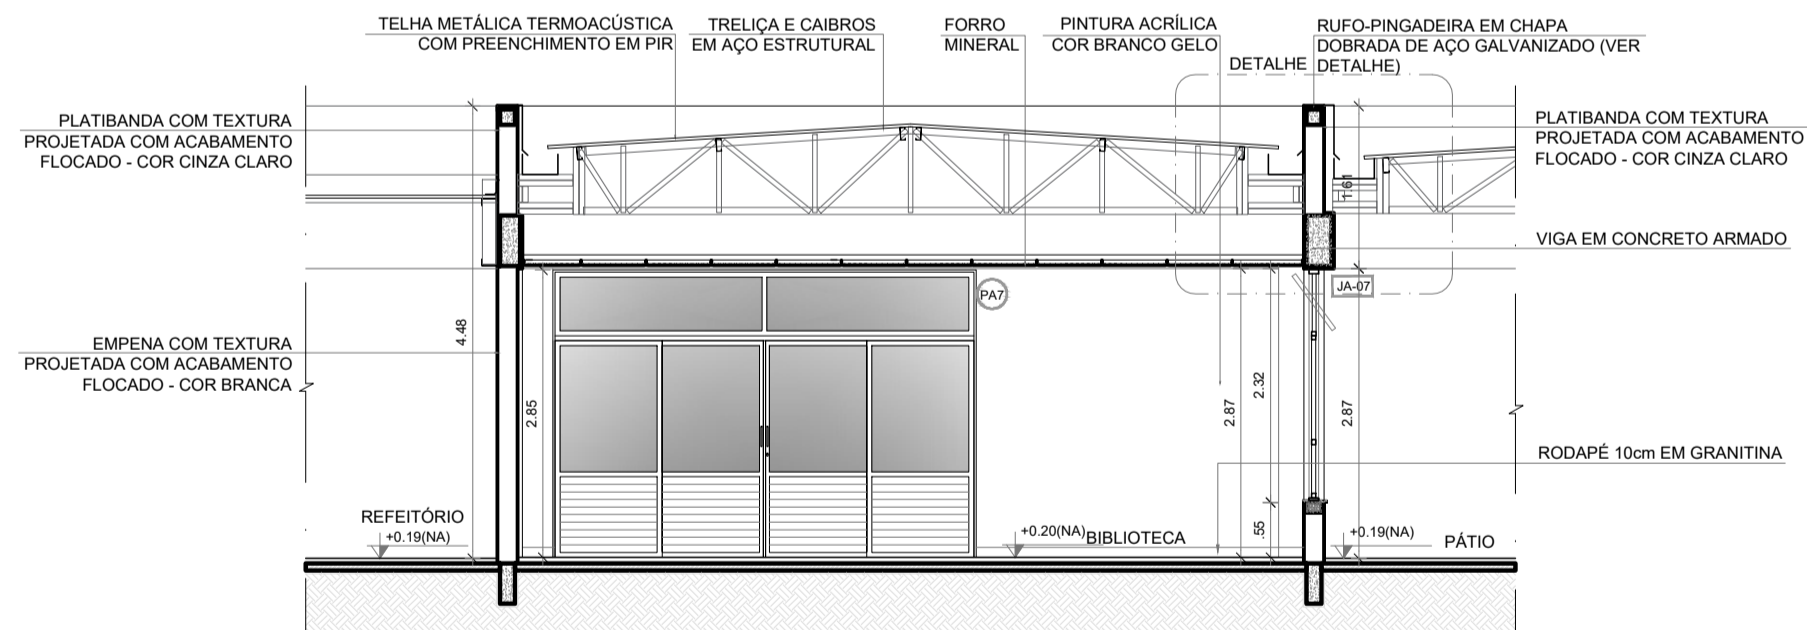 TELHA METÁLICA TERMOACÚSTICA
COM PREENCHIMENTO EM PIR
TRELIÇA E CAIBROS
EM AÇO ESTRUTURAL
FORRO
MINERAL
PINTURA ACRÍLICA
COR BRANCO GELO
RUFO-PINGADEIRA EM CHAPA
DOBRADA DE AÇO GALVANIZADO (VER
DETALHE)
DETALHE
PLATIBANDA COM TEXTURA
PROJETADA COM ACABAMENTO
FLOCADO - COR CINZA CLARO
PLATIBANDA COM TEXTURA
PROJETADA COM ACABAMENTO
FLOCADO - COR CINZA CLARO
1.61
VIGA EM CONCRETO ARMADO
PA7
JA-07
EMPENA COM TEXTURA
PROJETADA COM ACABAMENTO
FLOCADO - COR BRANCA
4.48
2.85
2.87
2.32
2.87
.55
RODAPÉ 10cm EM GRANITINA
REFEITÓRIO
+0.19(NA)
+0.20(NA)
BIBLIOTECA
+0.19(NA)
PÁTIO